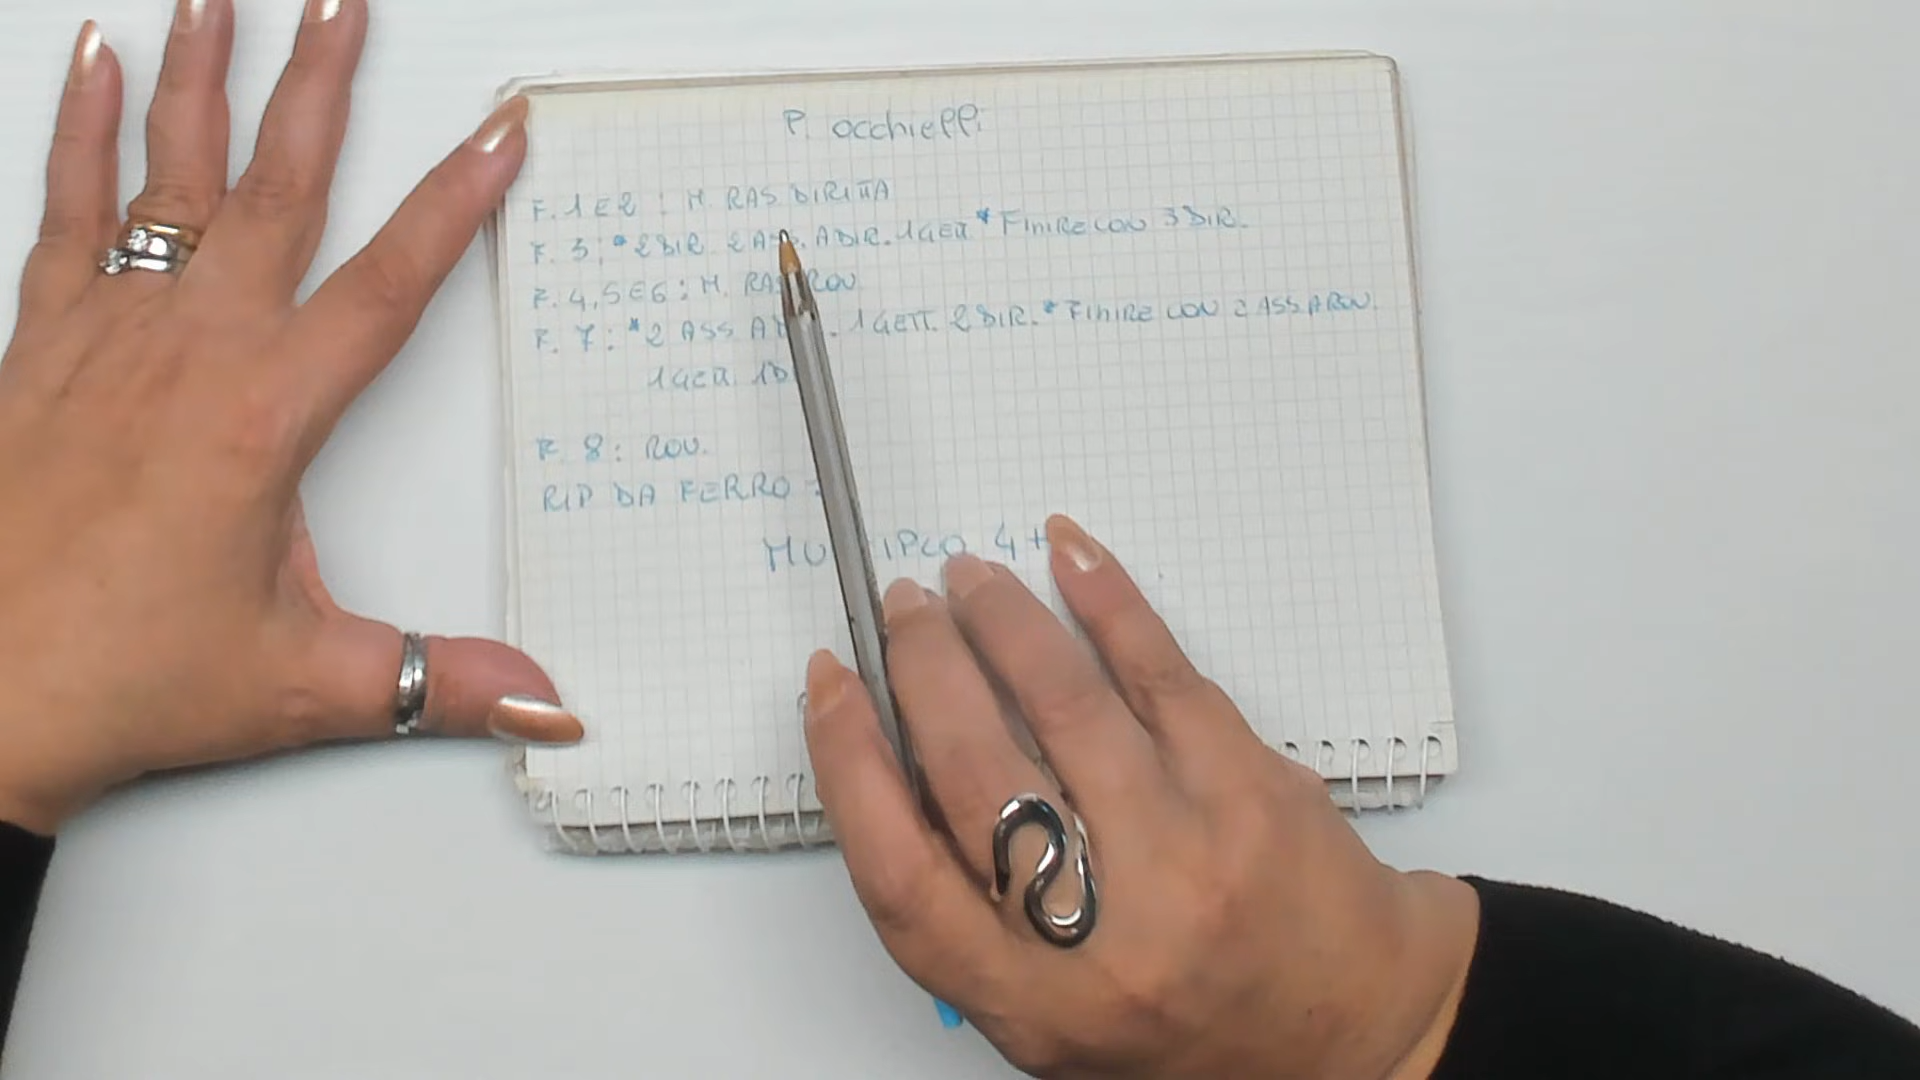 P. occhielli
F. 1 E 2 : M. RAS DIRITTA
F. 3: * 2 DIR. 2 ASS. A DIR. 1 GETT * FINIRE CON 3 DIR.
F. 4, 5 E 6 : M. RAS ROV
F. 7 : * 2 ASS A . 1 GETT. 2 DIR. * FINIRE CON 2 ASS A ROV.
1 GETT. 1 D
F. 8 : ROV.
RIP DA FERRO
4 +